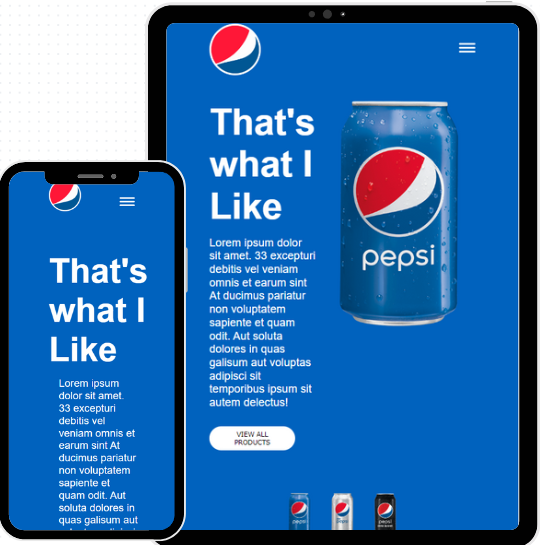 That's
what I
Like
Lorem ipsum dolor
sit amet. 33 excepturi
debitis vel veniam
omnis et earum sint
At ducimus pariatur
non voluptatem
sapiente et quam
odit. Aut soluta
dolores in quas
galisum aut voluptas
adipisci sit
temporibus ipsum sit
autem delectus!
VIEW ALL
PRODUCTS
pepsi
pepsi
pepsi
pepsi
That's
what I
Like
Lorem ipsum
dolor sit amet.
33 excepturi
debitis vel
veniam omnis et
earum sint At
ducimus pariatur
non voluptatem
sapiente et
quam odit. Aut
soluta dolores in
quas galisum aut